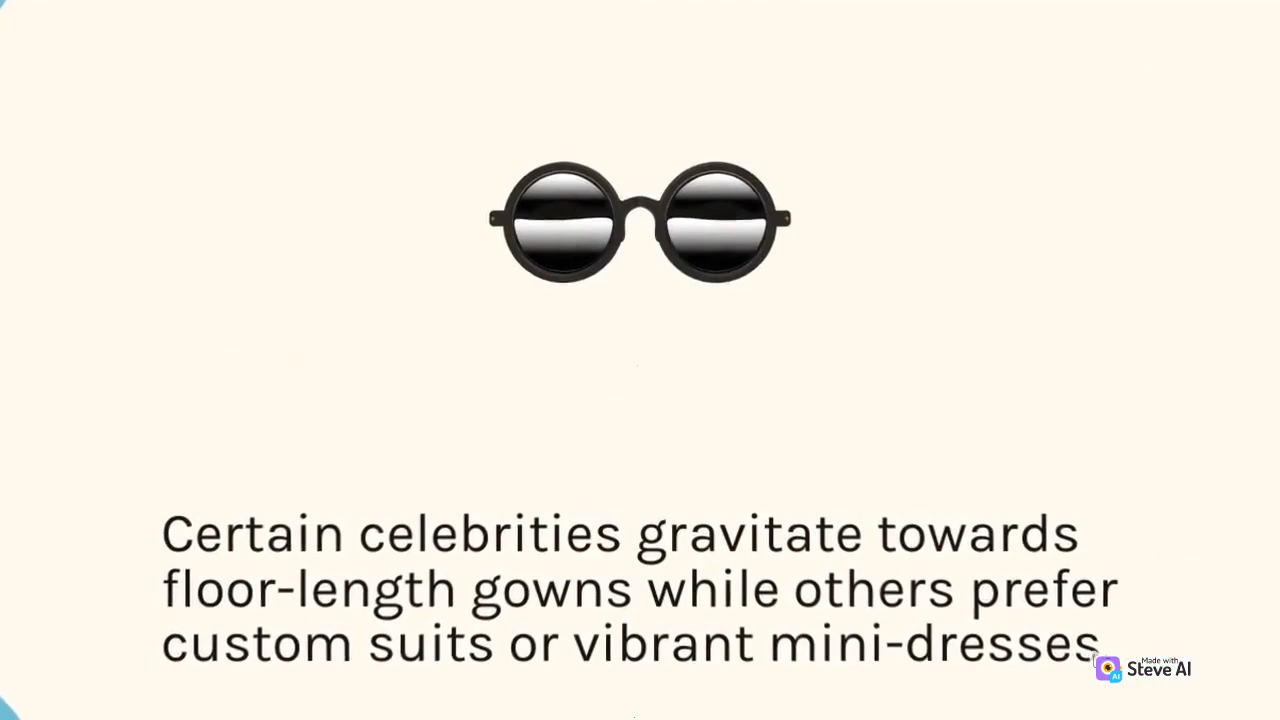 Certain celebrities gravitate towards
floor-length gowns while others prefer
custom suits or vibrant mini-dresses
Made with
Steve AI
AI